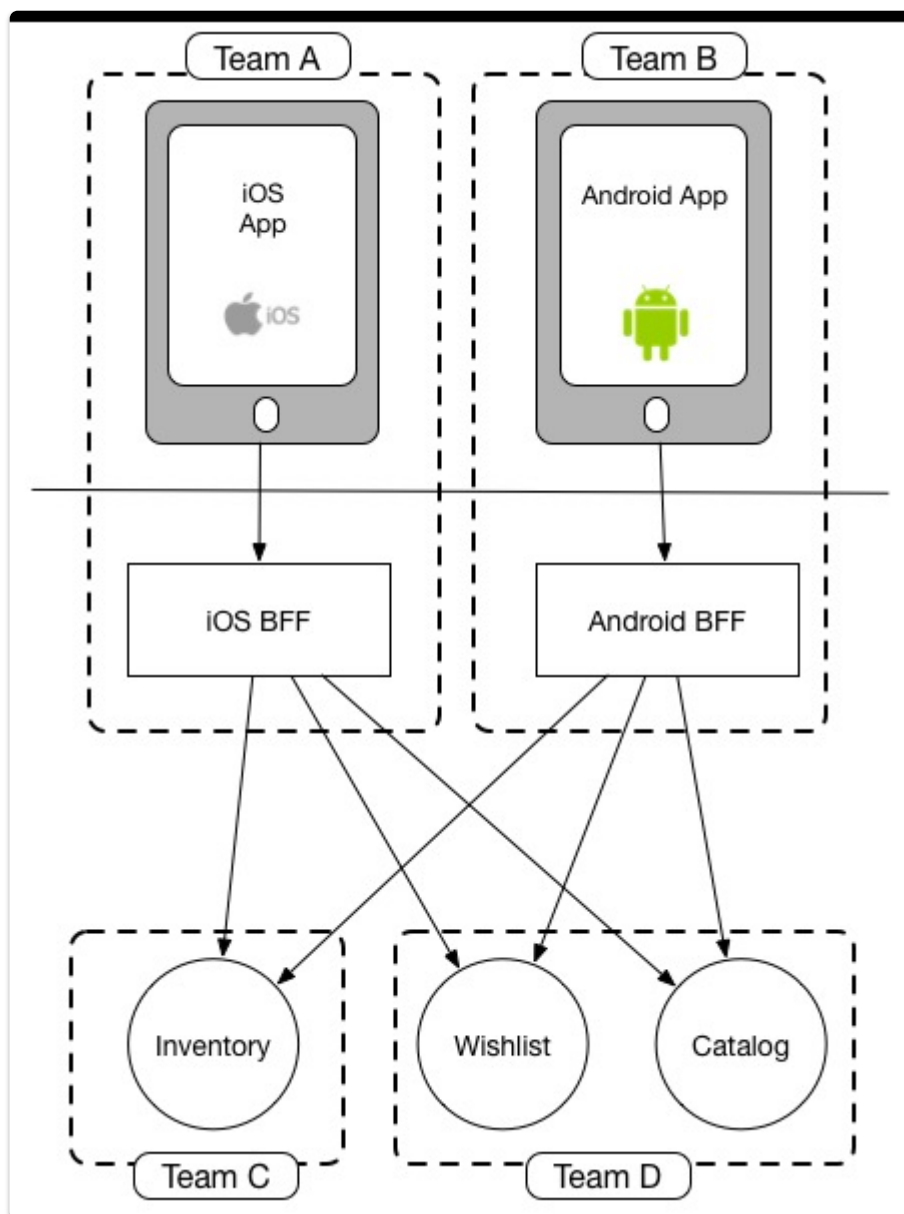 Team A
Team B
iOS
App
Android App
iOS
iOS BFF
Android BFF
Inventory
Wishlist
Catalog
Team C
Team D